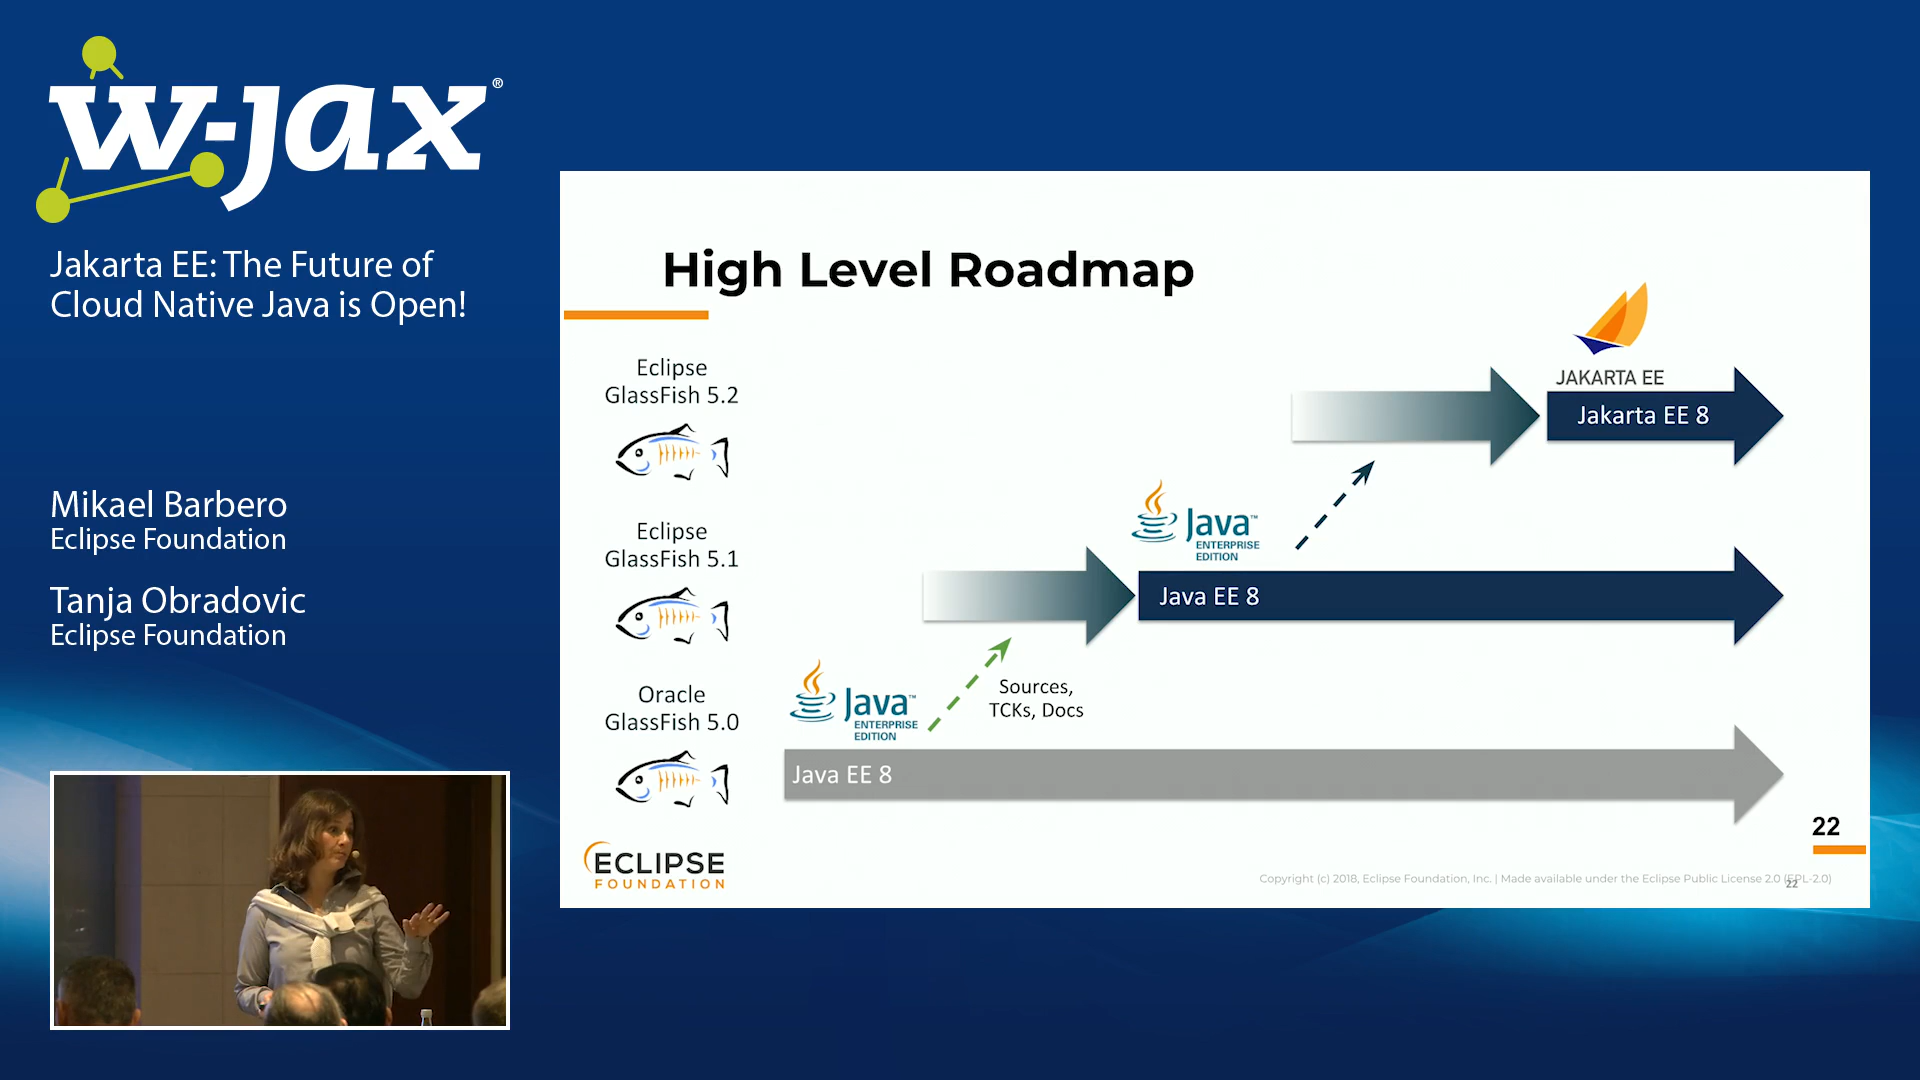 w-jax®
Jakarta EE: The Future of
Cloud Native Java is Open!
Mikael Barbero
Eclipse Foundation
Tanja Obradovic
Eclipse Foundation
High Level Roadmap
Eclipse
GlassFish 5.2
JAKARTA EE
Jakarta EE 8
Eclipse
GlassFish 5.1
Java™
ENTERPRISE
EDITION
Java EE 8
Oracle
GlassFish 5.0
Java™
ENTERPRISE
EDITION
Sources,
TCKs, Docs
Java EE 8
22
ECLIPSE
FOUNDATION
Copyright (c) 2018, Eclipse Foundation, Inc. | Made available under the Eclipse Public License 2.0 (EPL-2.0)
22